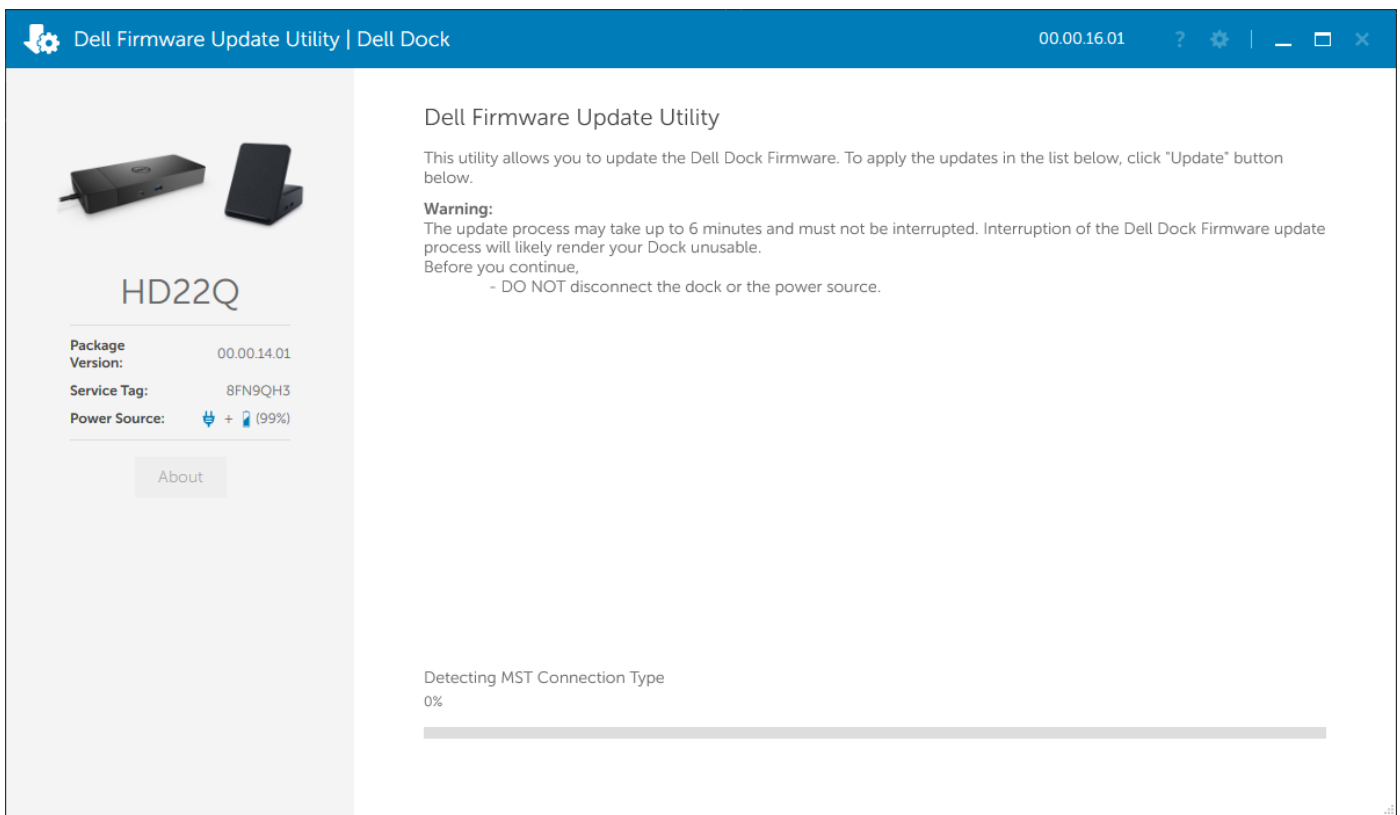 Dell Firmware Update Utility | Dell Dock
00.00.16.01
?
Dell Firmware Update Utility
This utility allows you to update the Dell Dock Firmware. To apply the updates in the list below, click "Update" button
below.
Warning:
The update process may take up to 6 minutes and must not be interrupted. Interruption of the Dell Dock Firmware update
process will likely render your Dock unusable.
Before you continue,
- DO NOT disconnect the dock or the power source.
HD22Q
Package
Version:
00.00.14.01
Service Tag: 8FN9QH3
Power Source: + (99%)
About
Detecting MST Connection Type
0%